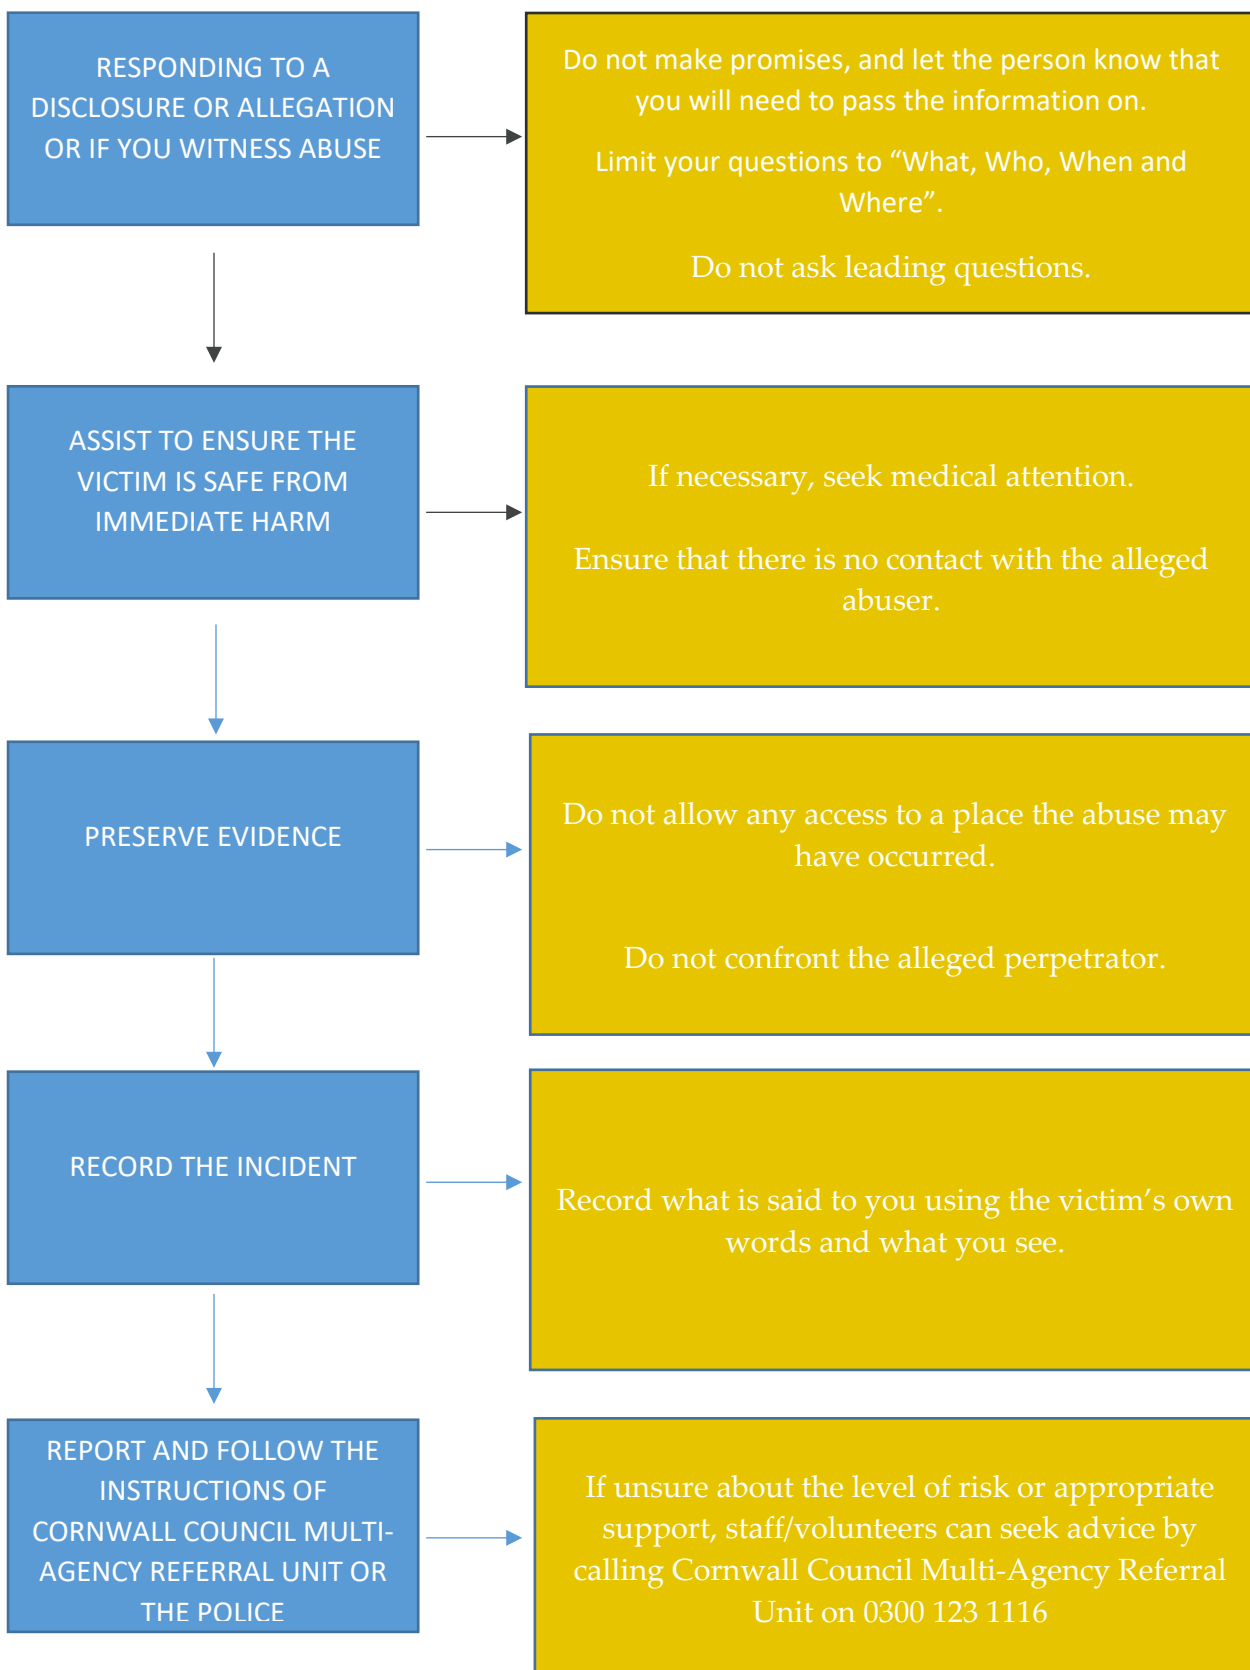 RESPONDING TO A
DISCLOSURE OR ALLEGATION
OR IF YOU WITNESS ABUSE
Do not make promises, and let the person know that
you will need to pass the information on.
Limit your questions to “What, Who, When and
Where”.
Do not ask leading questions.
ASSIST TO ENSURE THE
VICTIM IS SAFE FROM
IMMEDIATE HARM
If necessary, seek medical attention.
Ensure that there is no contact with the alleged
abuser.
PRESERVE EVIDENCE
Do not allow any access to a place the abuse may
have occurred.
Do not confront the alleged perpetrator.
RECORD THE INCIDENT
Record what is said to you using the victim’s own
words and what you see.
REPORT AND FOLLOW THE
INSTRUCTIONS OF
CORNWALL COUNCIL MULTI-
AGENCY REFERRAL UNIT OR
THE POLICE
If unsure about the level of risk or appropriate
support, staff/volunteers can seek advice by
calling Cornwall Council Multi-Agency Referral
Unit on 0300 123 1116